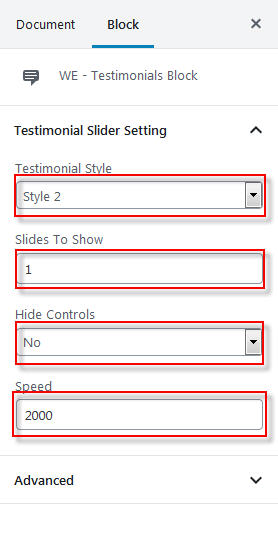 Document Block
WE - Testimonials Block
Testimonial Slider Setting
Testimonial Style
Style 2
Slides To Show
1
Hide Controls
No
Speed
2000
Advanced